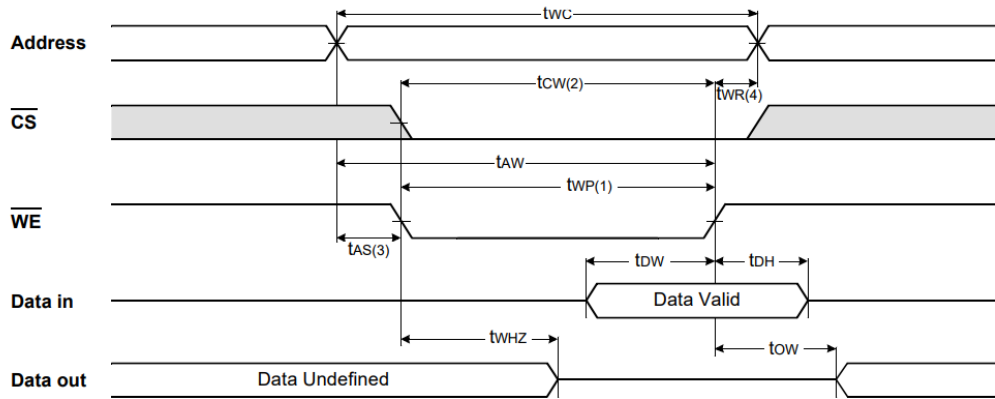 tWC
Address
tCW(2)
tWR(4)
CS
tAW
tWP(1)
WE
tAS(3)
tDW
tDH
Data in
Data Valid
tWHZ
tOW
Data out
Data Undefined